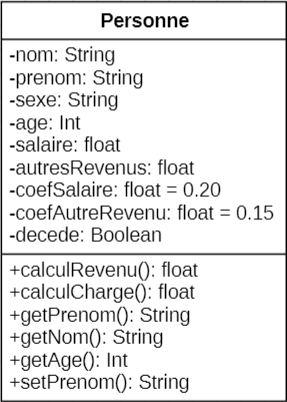 Personne
-nom: String
-prenom: String
-sexe: String
-age: Int
-salaire: float
-autresRevenus: float
-coefSalaire: float = 0.20
-coefAutreRevenu: float = 0.15
-decede: Boolean
+calculRevenu(): float
+calculCharge(): float
+getPrenom(): String
+getNom(): String
+getAge(): Int
+setPrenom(): String